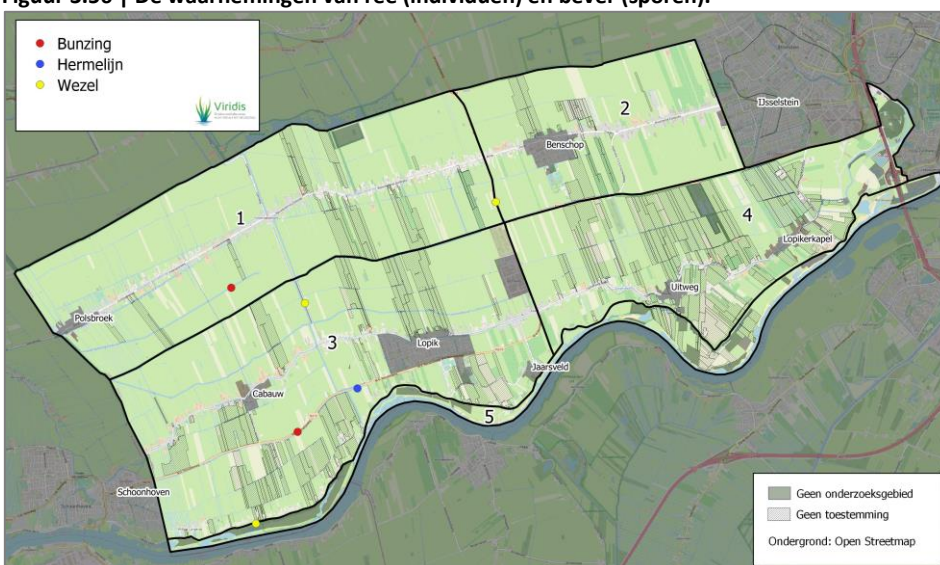 Figuur 3.36 | De waarnemingen van ree (individuen) en bever (sporen).
Bunzing
Hermelijn
Wezel
Viridis
2
IJsselstein
Benschop
1
4
Lopikerkapel
Polsbroek
Uitweg
3
Lopik
Jaarsveld
Cabauw
5
Schoonhoven
Geen onderzoeksgebied
Geen toestemming
Ondergrond: Open Streetmap